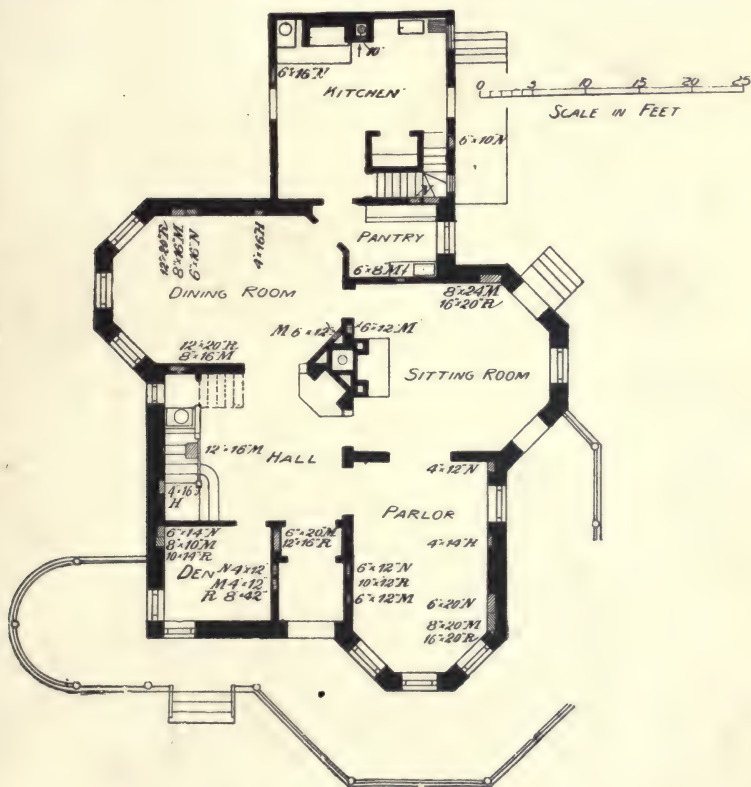 10"
6"×16"N
KITCHEN
0 5 10 15 20 25
SCALE IN FEET
6"×10"N
12"×20"R
8"×16"M
6"×16"N
4"×16"H
PANTRY
6"×8"M
DINING ROOM
8"×24"M
16"×20"R
12"×20"R
8"×16"M
M 6"×12"
6"×12"M
SITTING ROOM
12"×16"M
HALL
4"×16"
H
4"×12"N
PARLOR
4"×14"H
6"×14"N
8"×10"M
10"×14"R
DEN
N 4"×12"
M 4"×12"
R 8"×42"
6"×20"M
12"×16"R
6"×12"N
10"×12"R
6"×12"M
6"×20"N
8"×20"M
16"×20"R